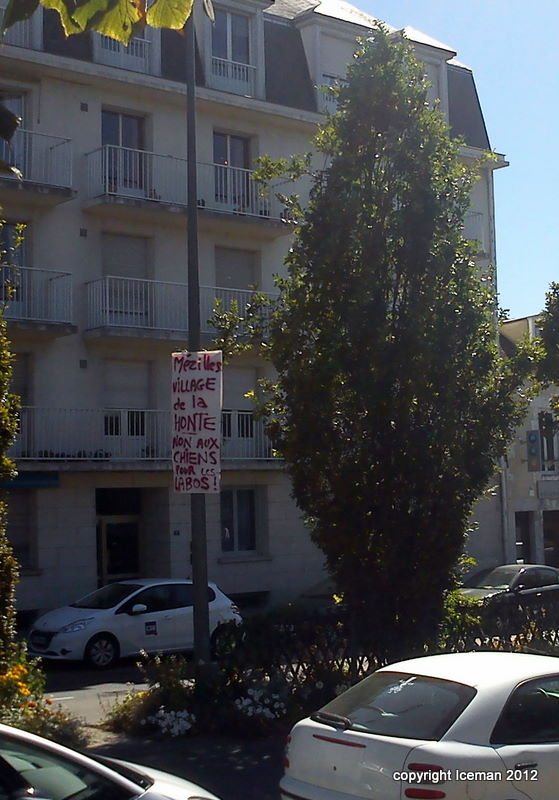 Mézilles
VILLAGE
de la
HONTE
NON AUX
CHIENS
POUR LES
LABOS !
copyright Iceman 2012